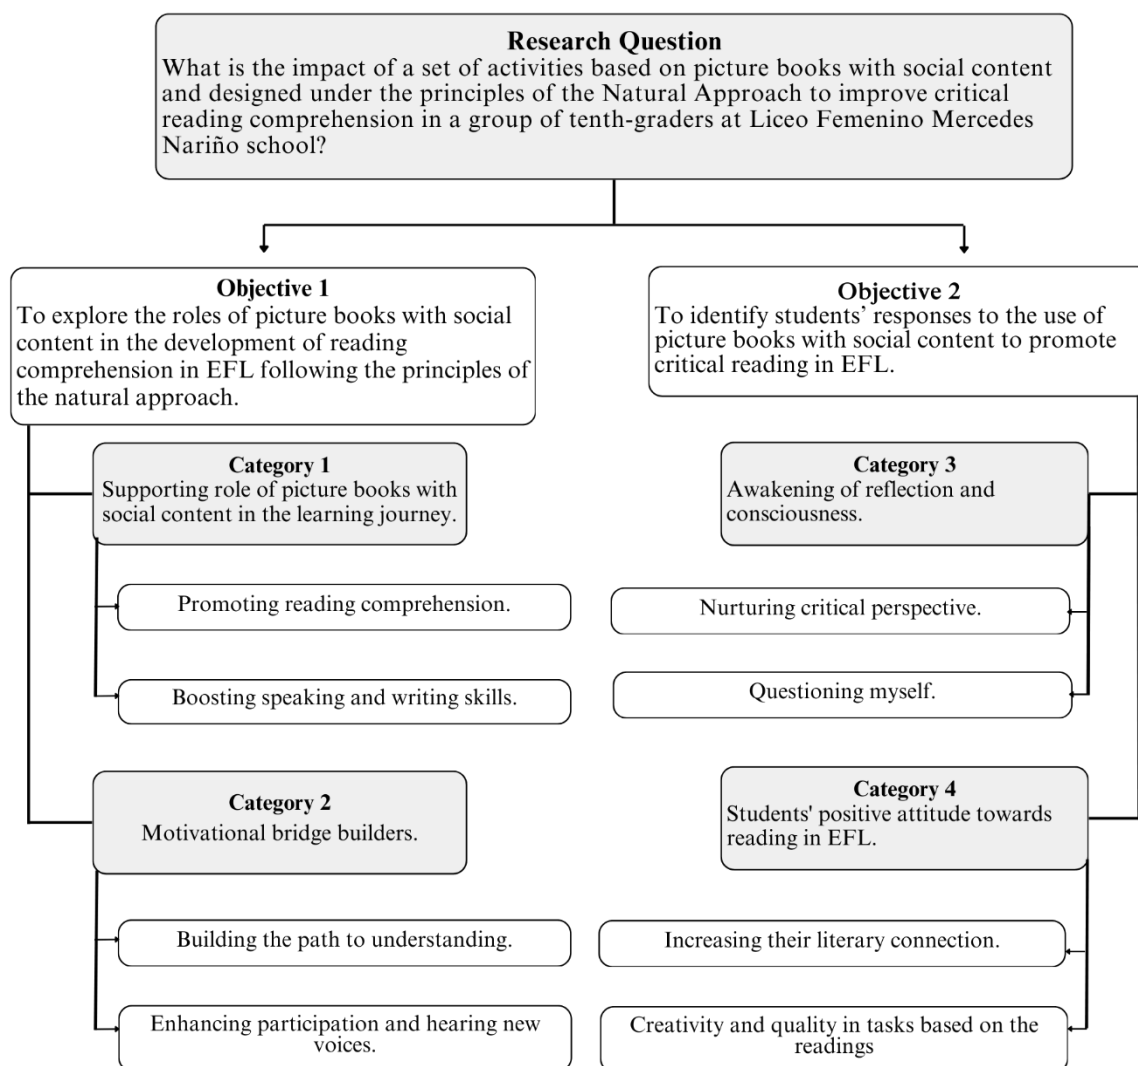 Research Question
What is the impact of a set of activities based on picture books with social content
and designed under the principles of the Natural Approach to improve critical
reading comprehension in a group of tenth-graders at Liceo Femenino Mercedes
Nariño school?
Objective 1
To explore the roles of picture books with social
content in the development of reading
comprehension in EFL following the principles of
the natural approach.
Objective 2
To identify students’ responses to the use of
picture books with social content to promote
critical reading in EFL.
Category 1
Supporting role of picture books with
social content in the learning journey.
Promoting reading comprehension.
Boosting speaking and writing skills.
Category 2
Motivational bridge builders.
Building the path to understanding.
Enhancing participation and hearing new
voices.
Category 3
Awakening of reflection and
consciousness.
Nurturing critical perspective.
Questioning myself.
Category 4
Students' positive attitude towards
reading in EFL.
Increasing their literary connection.
Creativity and quality in tasks based on the
readings